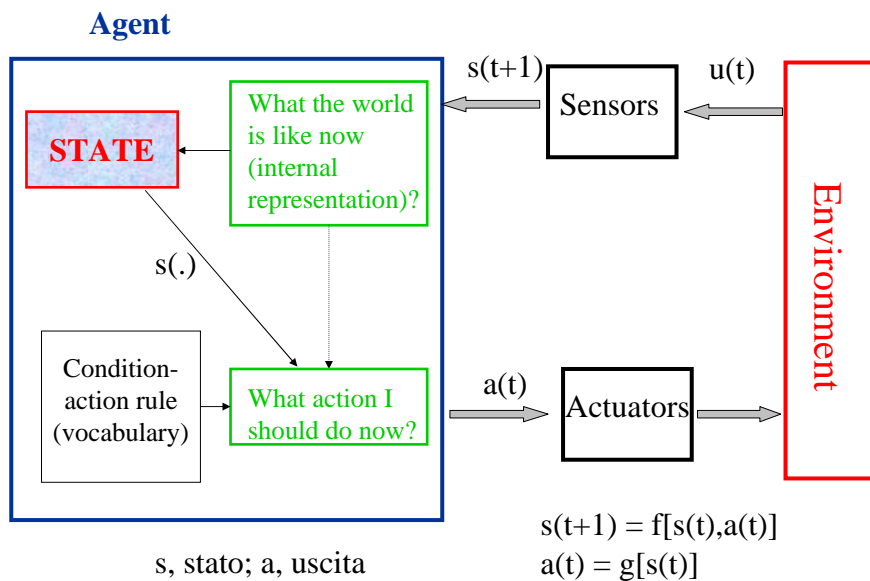 Agent
s(t+1)
u(t)
What the world
is like now
(internal
representation)?
STATE
Sensors
Environment
s(.)
Condition-
action rule
(vocabulary)
What action I
should do now?
a(t)
Actuators
s(t+1) = f[s(t),a(t)]
a(t) = g[s(t)]
s, stato; a, uscita